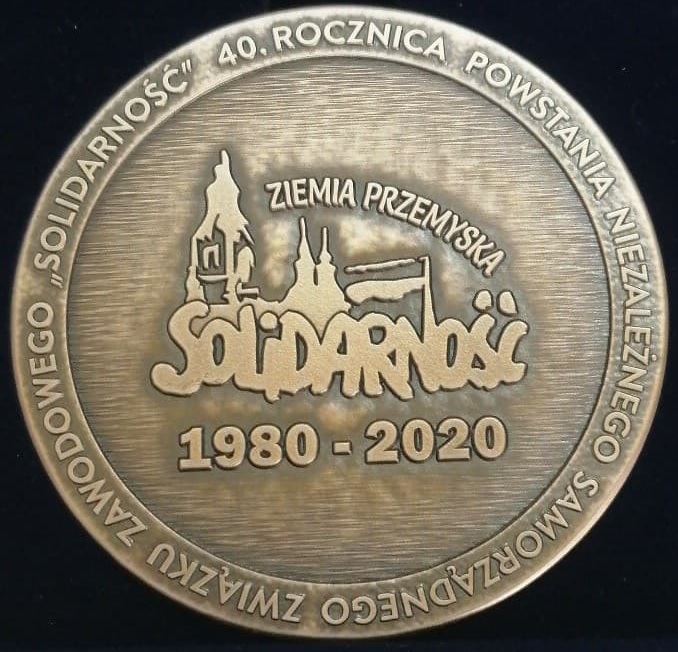 40. ROCZNICA POWSTANIA NIEZALEŻNEGO SAMORZĄDNEGO ZWIĄZKU ZAWODOWEGO „SOLIDARNOŚĆ"
ZIEMIA PRZEMYSKA
SOLiDARNOŚĆ
1980 - 2020